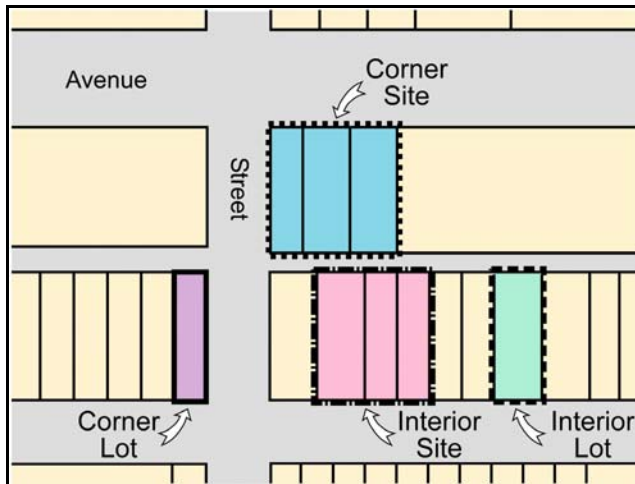 Avenue
Corner
Site
Street
Corner
Lot
Interior
Site
Interior
Lot